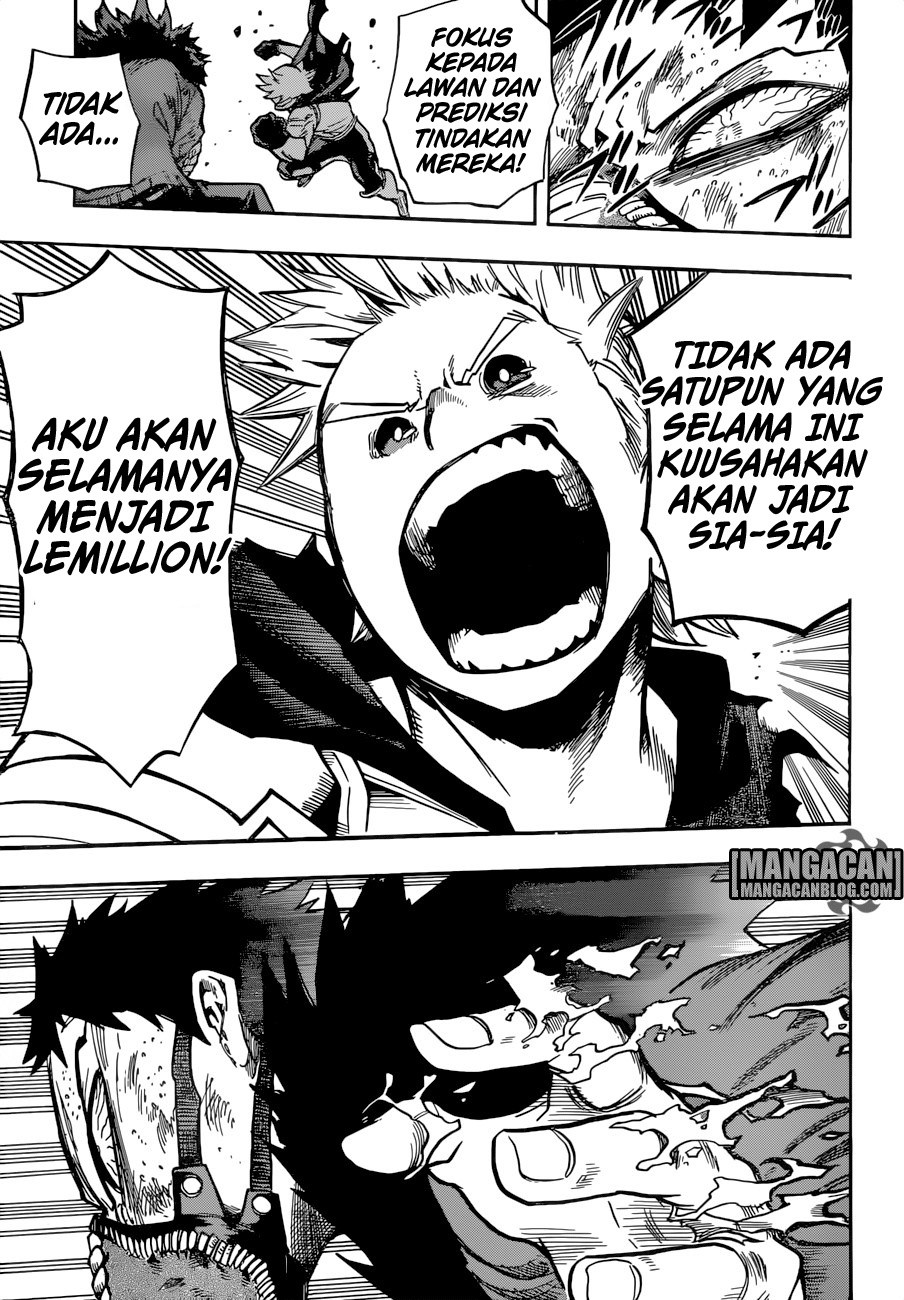 FOKUS
KEPADA
LAWAN DAN
PREDIKSI
TINDAKAN
MEREKA!
TIDAK
ADA...
TIDAK ADA
SATUPUN YANG
SELAMA INI
KUUSAHAKAN
AKAN JADI
SIA-SIA!
AKU AKAN
SELAMANYA
MENJADI
LEMILLION!
[MANGACAN]
MANGACANBLOG.COM